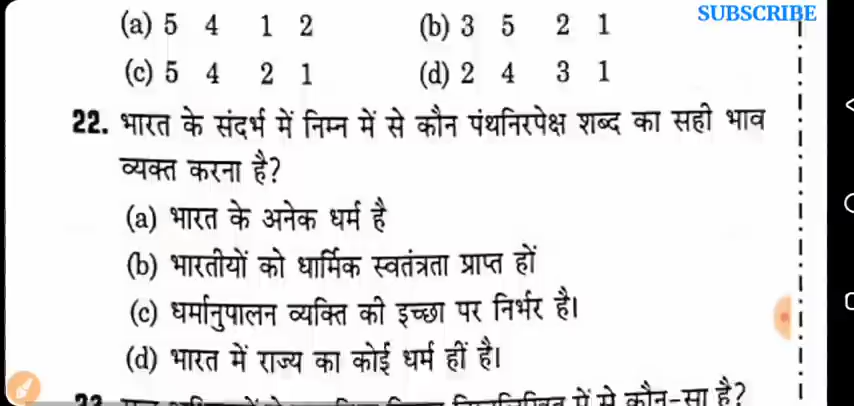 SUBSCRIBE
(a) 5 4 1 2 (b) 3 5 2 1
(c) 5 4 2 1 (d) 2 4 3 1
22. भारत के संदर्भ में निम्न में से कौन पंथनिरपेक्ष शब्द का सही भाव
व्यक्त करना है?
(a) भारत के अनेक धर्म है
(b) भारतीयों को धार्मिक स्वतंत्रता प्राप्त हों
(c) धर्मानुपालन व्यक्ति की इच्छा पर निर्भर है।
(d) भारत में राज्य का कोई धर्म हीं है।
में से कौन-सा है?